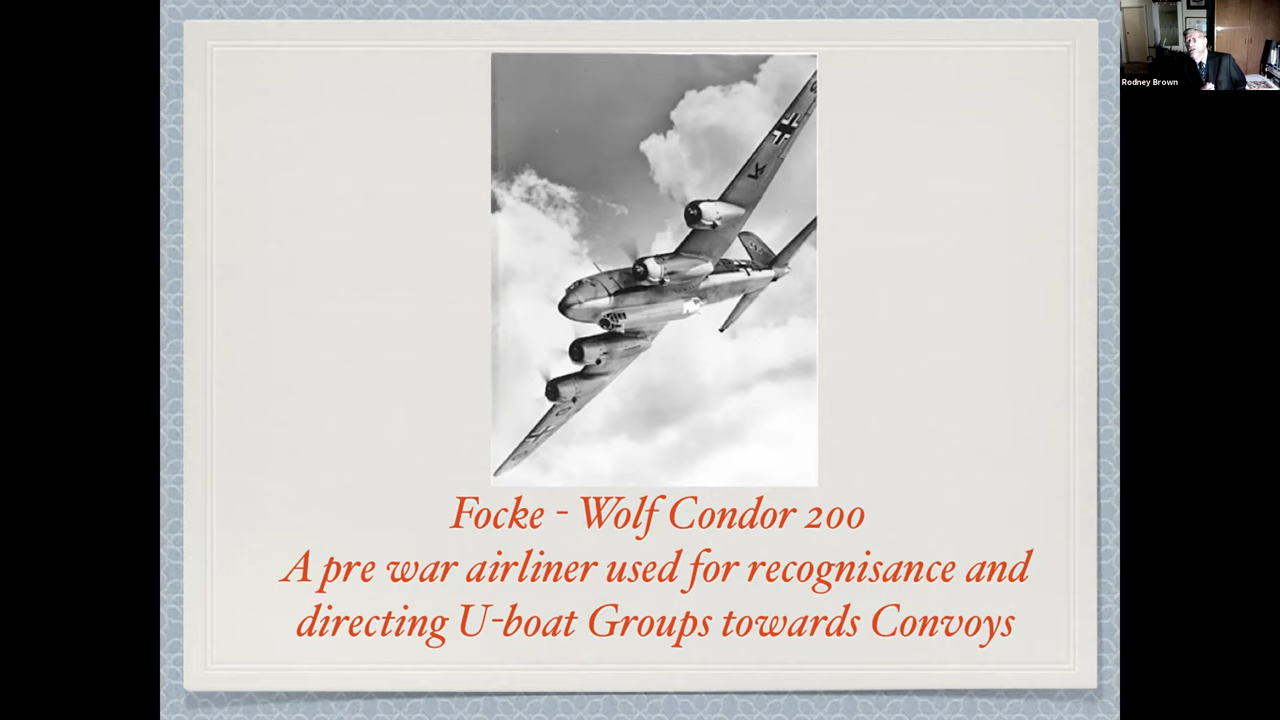 Rodney Brown
Focke - Wolf Condor 200
A pre war airliner used for recognisance and
directing U-boat Groups towards Convoys